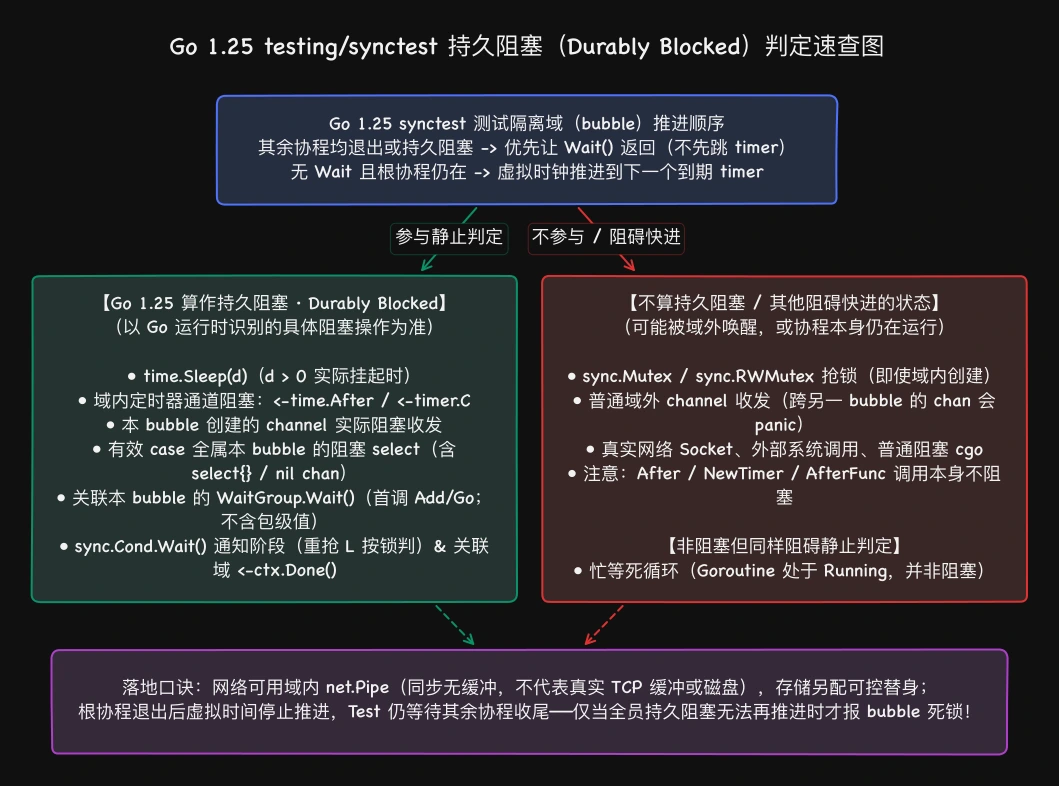 Go 1.25 testing/synctest 持久阻塞（Durably Blocked）判定速查图
Go 1.25 synctest 测试隔离域（bubble）推进顺序
其余协程均退出或持久阻塞 -> 优先让 Wait() 返回（不先跳 timer）
无 Wait 且根协程仍在 -> 虚拟时钟推进到下一个到期 timer
参与静止判定
不参与 / 阻碍快进
【Go 1.25 算作持久阻塞 · Durably Blocked】
（以 Go 运行时识别的具体阻塞操作为准）
• time.Sleep(d)（d > 0 实际挂起时）
• 域内定时器通道阻塞：<-time.After / <-timer.C
• 本 bubble 创建的 channel 实际阻塞收发
• 有效 case 全属本 bubble 的阻塞 select（含
select{} / nil chan）
• 关联本 bubble 的 WaitGroup.Wait()（首调 Add/Go；
不含包级值）
• sync.Cond.Wait() 通知阶段（重抢 L 按锁判）& 关联
域 <-ctx.Done()
【不算持久阻塞 / 其他阻碍快进的状态】
（可能被域外唤醒，或协程本身仍在运行）
• sync.Mutex / sync.RWMutex 抢锁（即使域内创建）
• 普通域外 channel 收发（跨另一 bubble 的 chan 会
panic）
• 真实网络 Socket、外部系统调用、普通阻塞 cgo
• 注意：After / NewTimer / AfterFunc 调用本身不阻
塞
【非阻塞但同样阻碍静止判定】
• 忙等死循环（Goroutine 处于 Running，并非阻塞）
落地口诀：网络可用域内 net.Pipe（同步无缓冲，不代表真实 TCP 缓冲或磁盘），存储另配可控替身；
根协程退出后虚拟时间停止推进，Test 仍等待其余协程收尾——仅当全员持久阻塞无法再推进时才报 bubble 死锁！